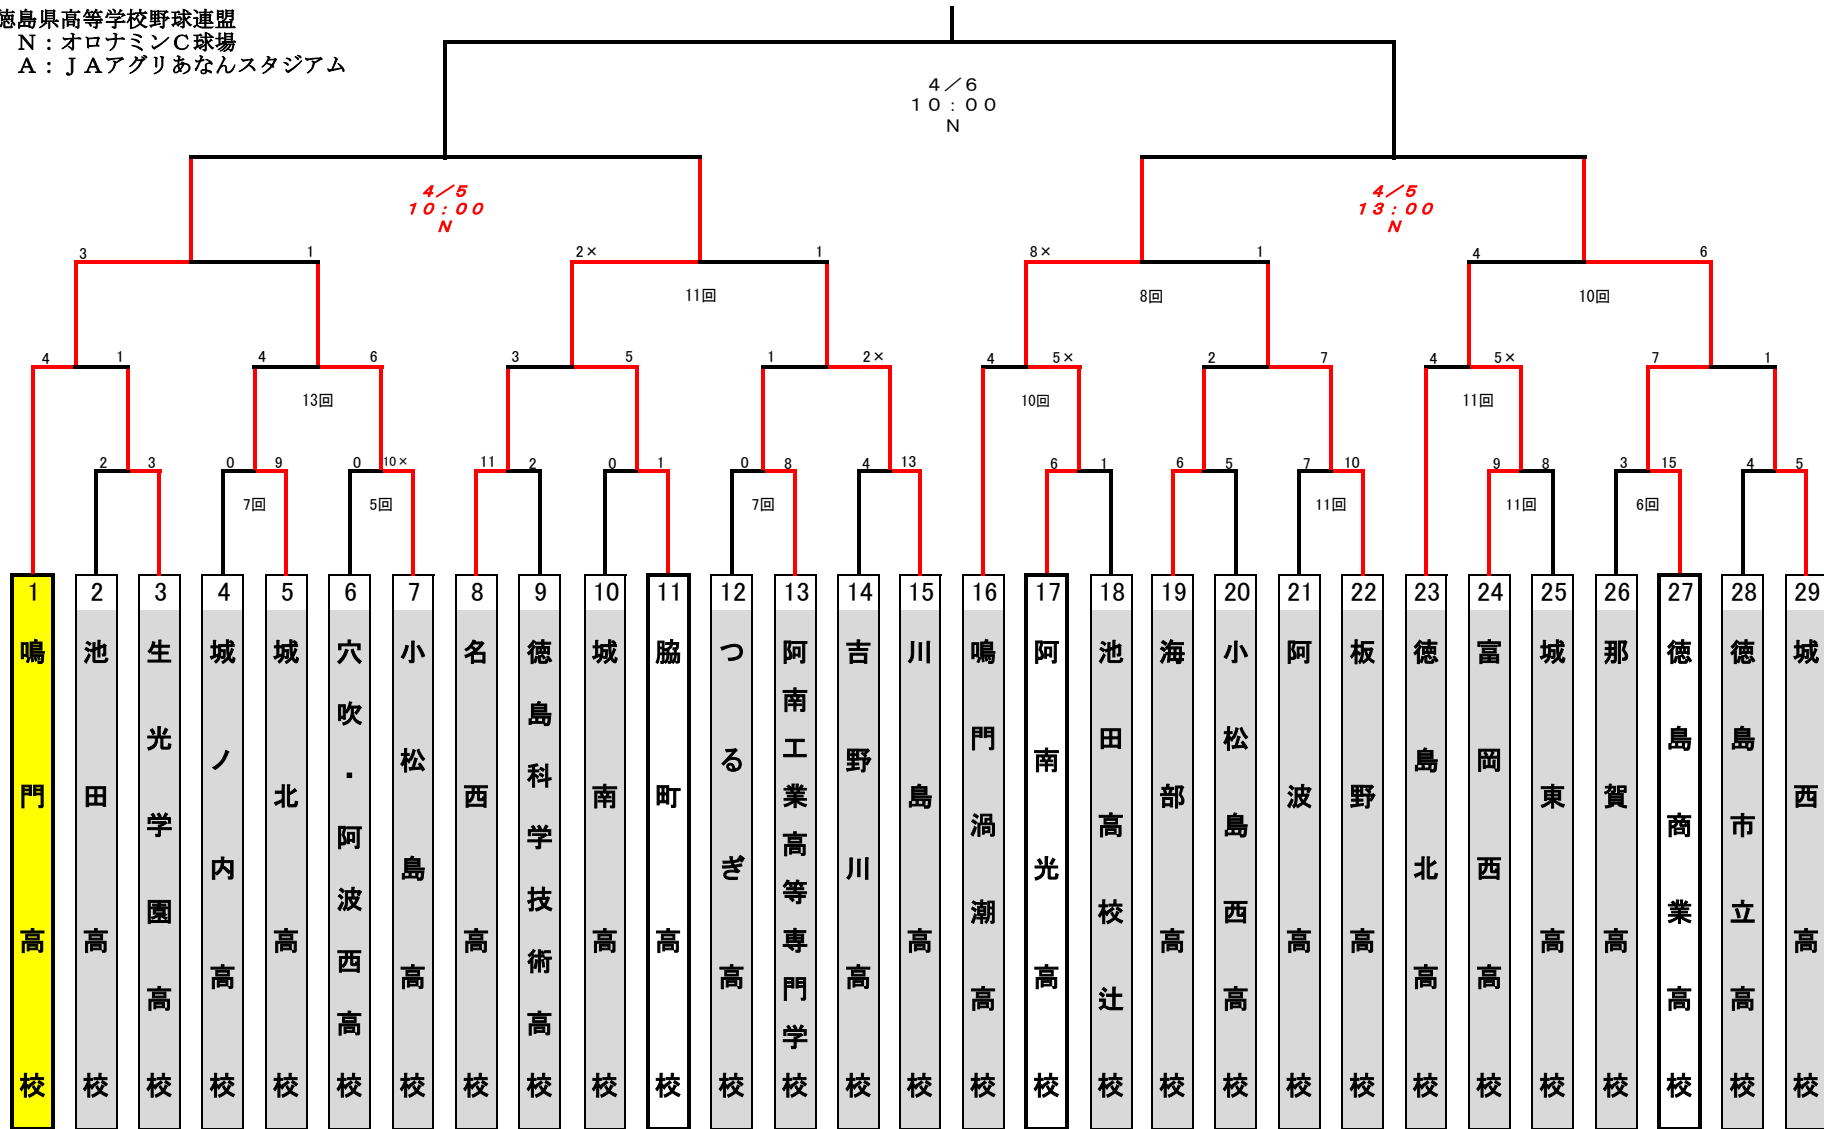 徳島県高等学校野球連盟
N：オロナミンC球場
A：JAアグリあなんスタジアム
4／6
10：00
N
4／5
10：00
N
4／5
13：00
N
3 1 2× 1 8× 1 4 6
11回 8回 10回
4 1 4 6 3 5 1 2× 4 5× 2 7 4 5× 7 1
13回 10回 11回
2 3 0 9 0 10× 11 2 0 1 0 8 4 13 6 1 6 5 7 10 9 8 3 15 4 5
7回 5回 7回 11回 11回 6回
1 鳴門高校
2 池田高校
3 生光学園高校
4 城ノ内高校
5 城北高校
6 穴吹・阿波西高校
7 小松島高校
8 名西高校
9 徳島科学技術高校
10 城南高校
11 脇町高校
12 つるぎ高校
13 阿南工業高等専門学校
14 吉野川高校
15 川島高校
16 鳴門渦潮高校
17 阿南光高校
18 池田高校辻校
19 海部高校
20 小松島西高校
21 阿波高校
22 板野高校
23 徳島北高校
24 富岡西高校
25 城東高校
26 那賀高校
27 徳島商業高校
28 徳島市立高校
29 城西高校